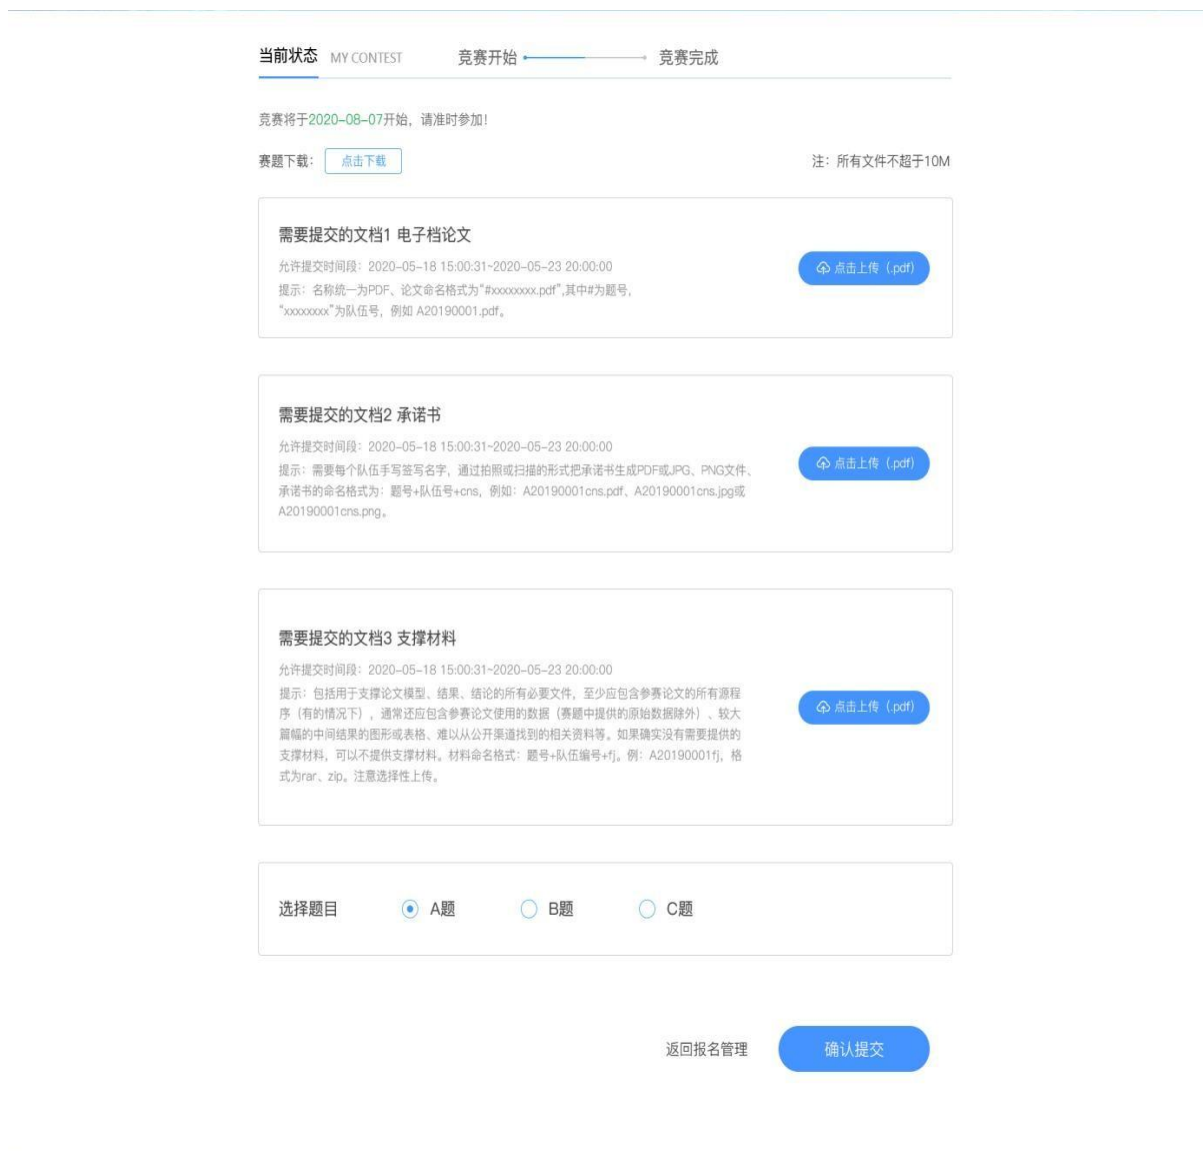 当前状态 MY CONTEST 竞赛开始 竞赛完成
竞赛将于2020-08-07开始，请准时参加！
赛题下载： 点击下载 注：所有文件不超于10M
需要提交的文档1 电子档论文
允许提交时间段：2020-05-18 15:00:31~2020-05-23 20:00:00
点击上传（.pdf）
提示：名称统一为PDF、论文命名格式为“#xxxxxxxx.pdf”,其中#为题号，
“xxxxxxxx”为队伍号，例如 A20190001.pdf。
需要提交的文档2 承诺书
允许提交时间段：2020-05-18 15:00:31~2020-05-23 20:00:00
点击上传（.pdf）
提示：需要每个队伍手写签写名字，通过拍照或扫描的形式把承诺书生成PDF或JPG、PNG文件、
承诺书的命名格式为：题号+队伍号+cns，例如：A20190001cns.pdf、A20190001cns.jpg或
A20190001cns.png。
需要提交的文档3 支撑材料
允许提交时间段：2020-05-18 15:00:31~2020-05-23 20:00:00
提示：包括用于支撑论文模型、结果、结论的所有必要文件，至少应包含参赛论文的所有源程
序（有的情况下），通常还应包含参赛论文使用的数据（赛题中提供的原始数据除外）、较大
点击上传（.pdf）
篇幅的中间结果的图形或表格、难以从公开渠道找到的相关资料等。如果确实没有需要提供的
支撑材料，可以不提供支撑材料。材料命名格式：题号+队伍编号+fj。例：A20190001fj，格
式为rar、zip。注意选择性上传。
选择题目 A题 B题 C题
返回报名管理 确认提交